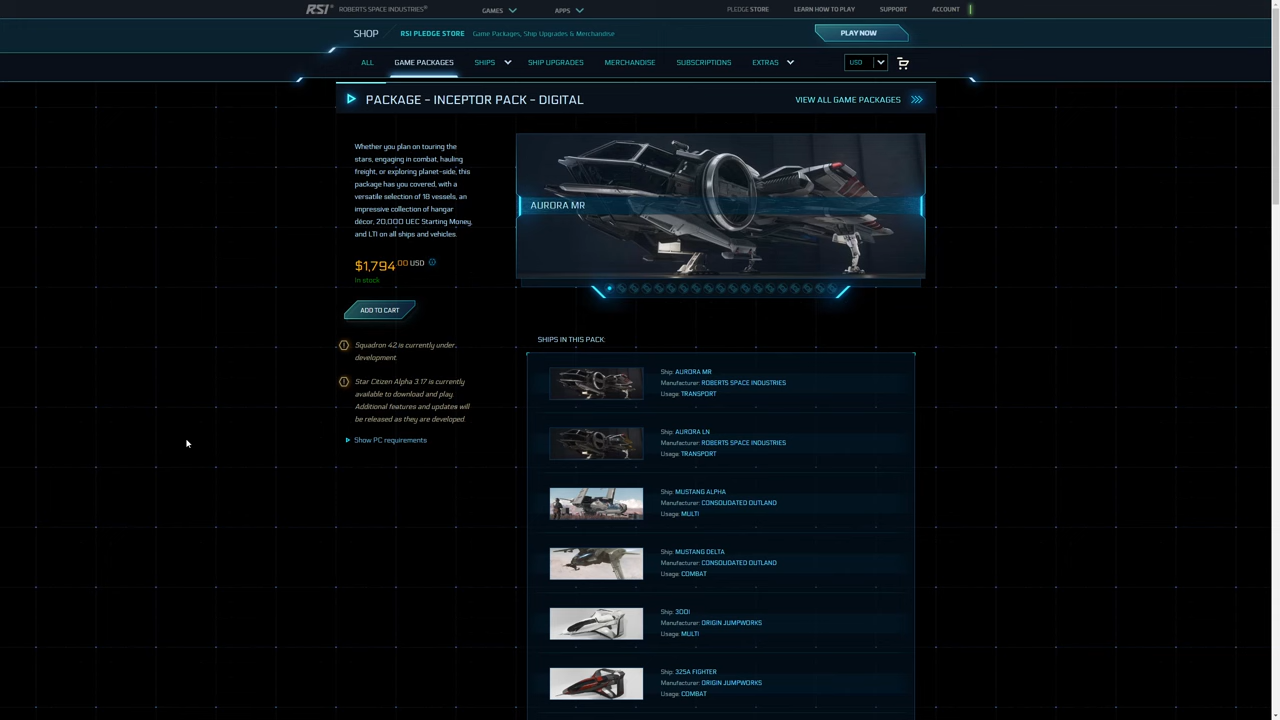 RSI® ROBERTS SPACE INDUSTRIES® GAMES APPS PLEDGE STORE LEARN HOW TO PLAY SUPPORT ACCOUNT
SHOP RSI PLEDGE STORE Game Packages, Ship Upgrades & Merchandise PLAY NOW
ALL GAME PACKAGES SHIPS SHIP UPGRADES MERCHANDISE SUBSCRIPTIONS EXTRAS USD
PACKAGE - INCEPTOR PACK - DIGITAL VIEW ALL GAME PACKAGES
Whether you plan on touring the
stars, engaging in combat, hauling
freight, or exploring planet-side, this
package has you covered, with a
versatile selection of 18 vessels, an
impressive collection of hangar
décor, 20,000 UEC Starting Money,
and LTI on all ships and vehicles.
$1,794.00 USD
In stock
ADD TO CART
Squadron 42 is currently under
development.
Star Citizen Alpha 3.17 is currently
available to download and play.
Additional features and updates will
be released as they are developed.
Show PC requirements
AURORA MR
SHIPS IN THIS PACK:
Ship: AURORA MR
Manufacturer: ROBERTS SPACE INDUSTRIES
Usage: TRANSPORT
Ship: AURORA LN
Manufacturer: ROBERTS SPACE INDUSTRIES
Usage: TRANSPORT
Ship: MUSTANG ALPHA
Manufacturer: CONSOLIDATED OUTLAND
Usage: MULTI
Ship: MUSTANG DELTA
Manufacturer: CONSOLIDATED OUTLAND
Usage: COMBAT
Ship: 300I
Manufacturer: ORIGIN JUMPWORKS
Usage: MULTI
Ship: 325A FIGHTER
Manufacturer: ORIGIN JUMPWORKS
Usage: COMBAT